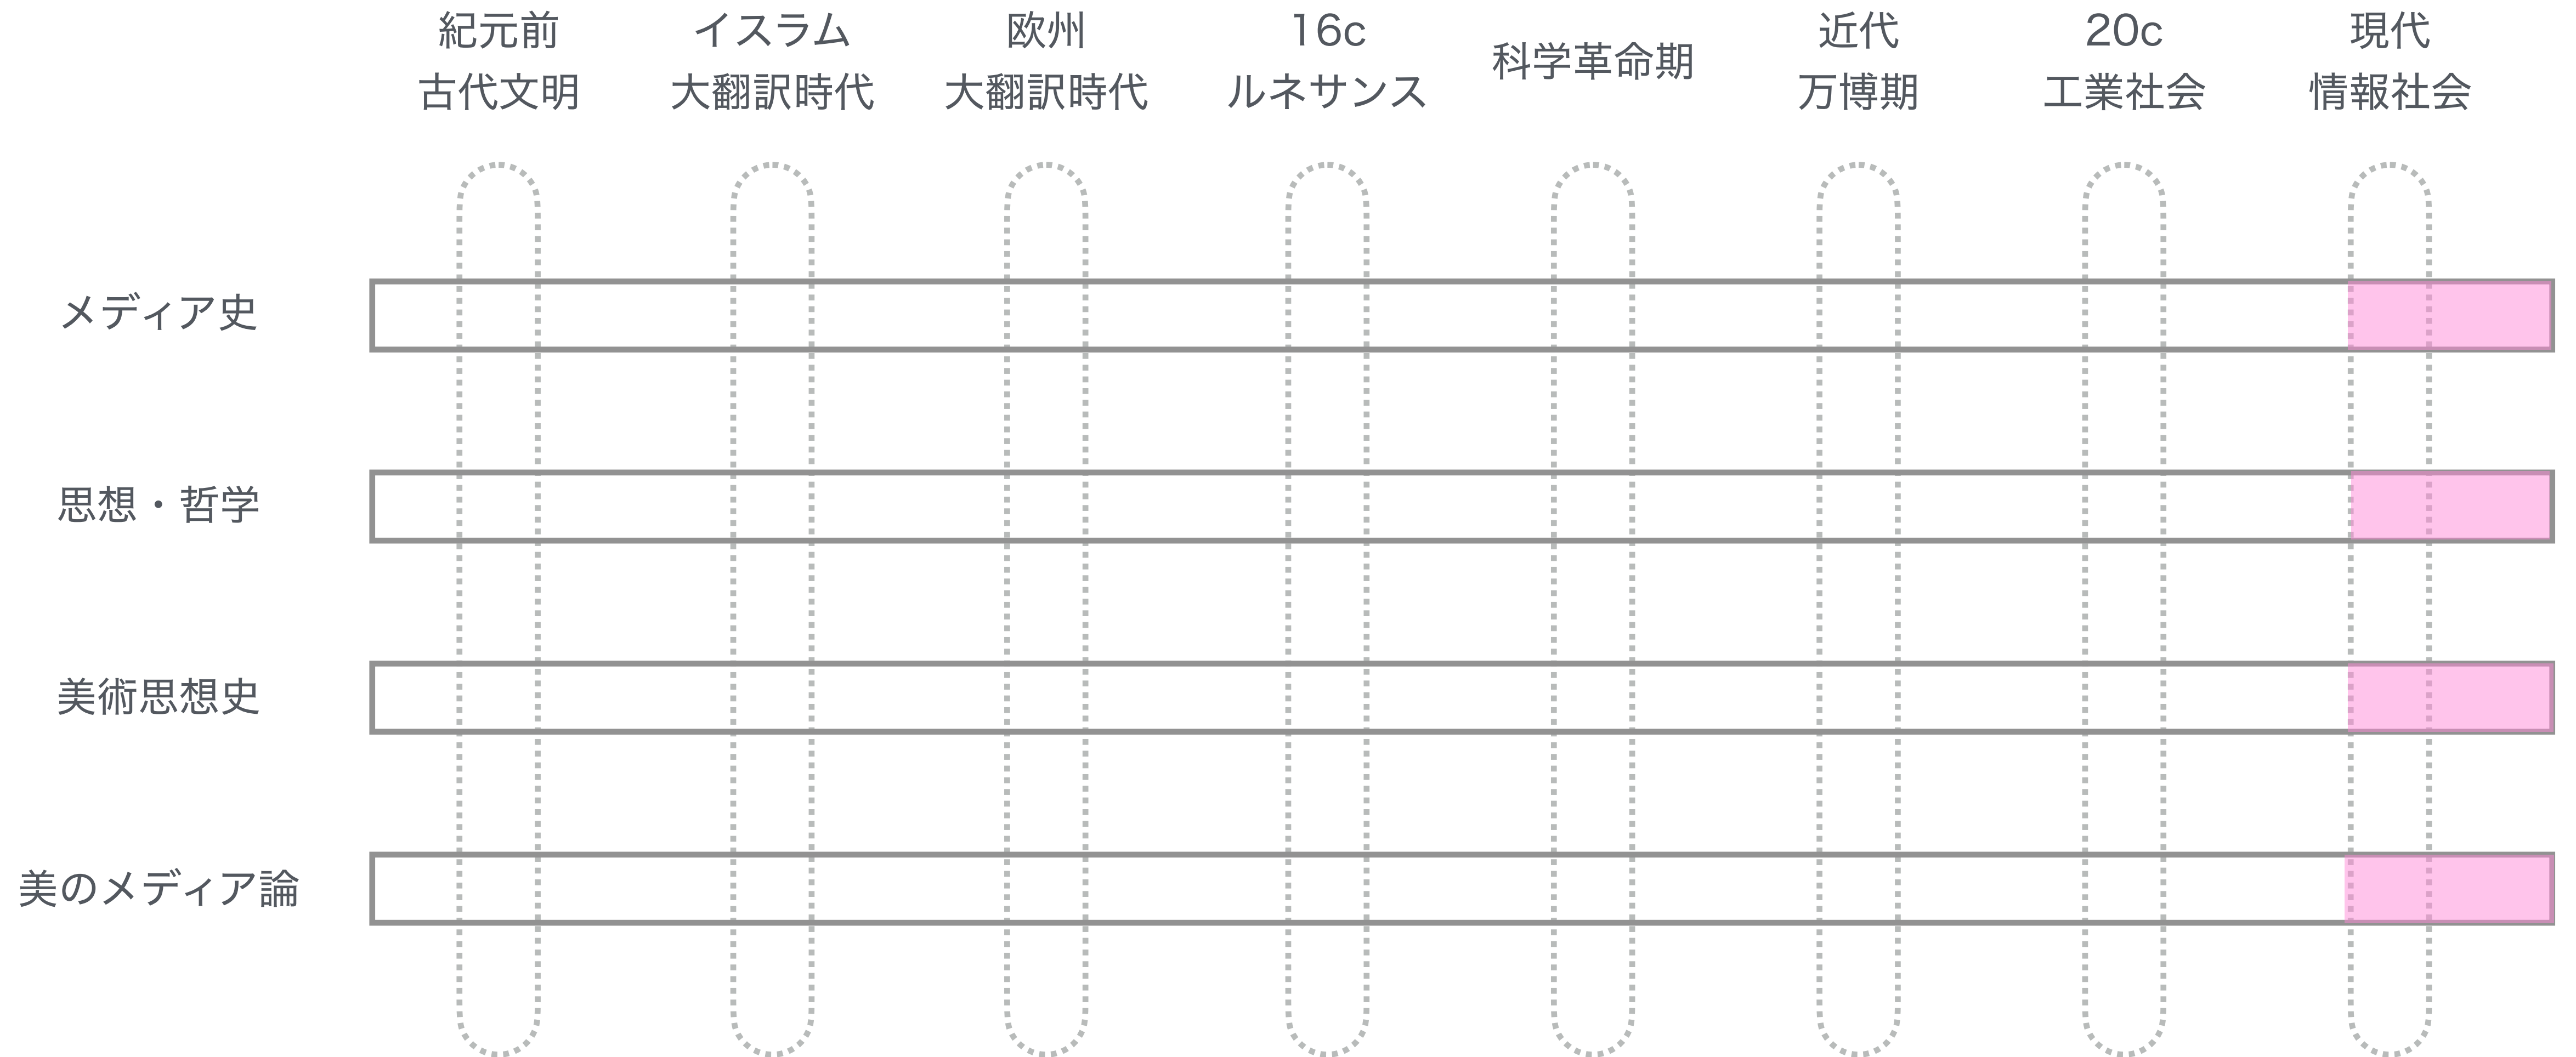 紀元前
古代文明
イスラム
大翻訳時代
欧州
大翻訳時代
16c
ルネサンス
科学革命期
近代
万博期
20c
工業社会
現代
情報社会
メディア史
思想・哲学
美術思想史
美のメディア論